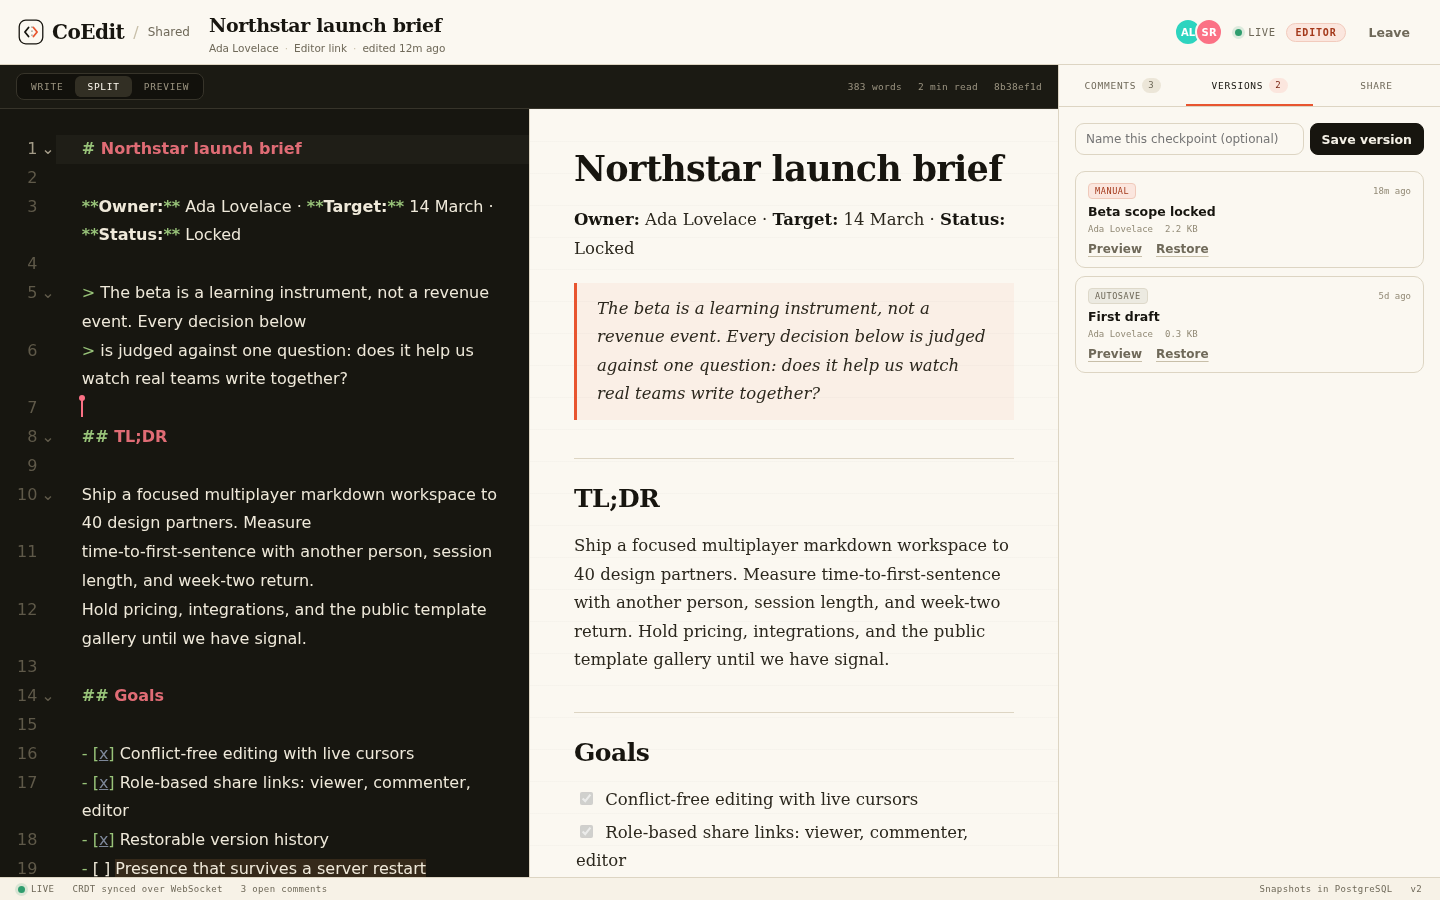 CoEdit / Shared
Northstar launch brief
Ada Lovelace · Editor link · edited 12m ago
AL SR LIVE EDITOR Leave
WRITE SPLIT PREVIEW
383 words 2 min read 8b38ef1d
1 # Northstar launch brief
2
3 **Owner:** Ada Lovelace · **Target:** 14 March ·
**Status:** Locked
4
5 > The beta is a learning instrument, not a revenue
event. Every decision below
6 > is judged against one question: does it help us
watch real teams write together?
7
8 ## TL;DR
9
10 Ship a focused multiplayer markdown workspace to
40 design partners. Measure
11 time-to-first-sentence with another person, session
length, and week-two return.
12 Hold pricing, integrations, and the public template
gallery until we have signal.
13
14 ## Goals
15
16 - [x] Conflict-free editing with live cursors
17 - [x] Role-based share links: viewer, commenter,
editor
18 - [x] Restorable version history
19 - [ ] Presence that survives a server restart
Northstar launch brief
Owner: Ada Lovelace · Target: 14 March · Status:
Locked
The beta is a learning instrument, not a
revenue event. Every decision below is judged
against one question: does it help us watch
real teams write together?
TL;DR
Ship a focused multiplayer markdown workspace to
40 design partners. Measure time-to-first-sentence
with another person, session length, and week-two
return. Hold pricing, integrations, and the public
template gallery until we have signal.
Goals
Conflict-free editing with live cursors
Role-based share links: viewer, commenter,
editor
COMMENTS 3 VERSIONS 2 SHARE
Name this checkpoint (optional) Save version
MANUAL 18m ago
Beta scope locked
Ada Lovelace 2.2 KB
Preview Restore
AUTOSAVE 5d ago
First draft
Ada Lovelace 0.3 KB
Preview Restore
LIVE CRDT synced over WebSocket 3 open comments
Snapshots in PostgreSQL v2